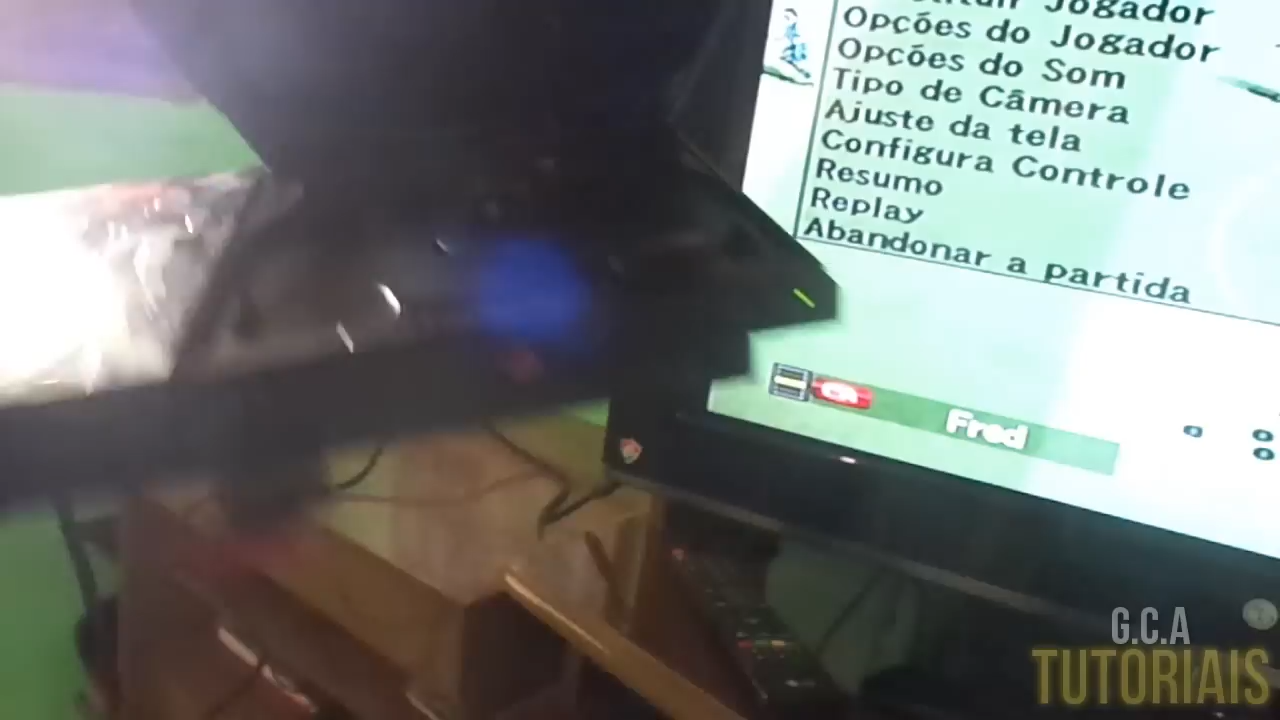 Jogador
Opções do Jogador
Opções do Som
Tipo de Câmera
Ajuste da tela
Configura Controle
Resumo
Replay
Abandonar a partida
Fred
G.C.A
TUTORIAIS